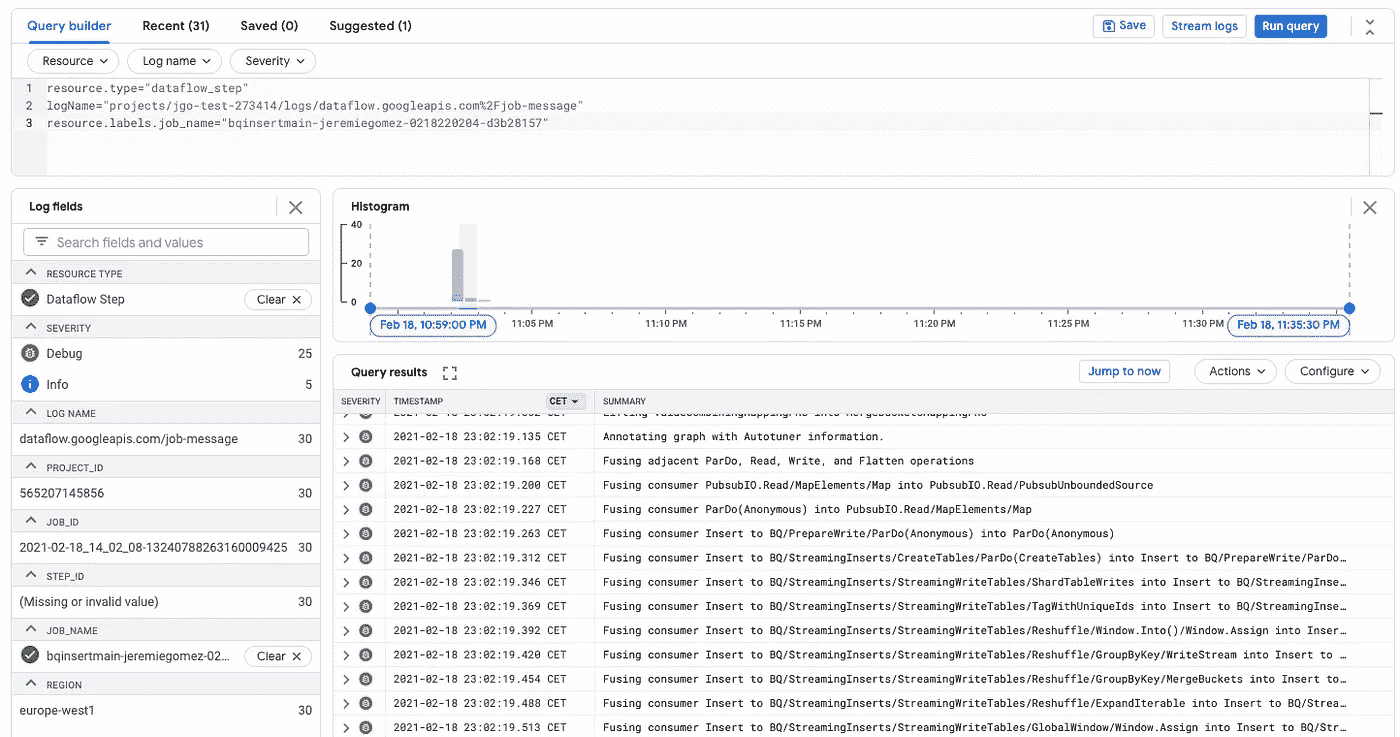 Query builder Recent (31) Saved (0) Suggested (1) Save Stream logs Run query
Resource Log name Severity
1 resource.type="dataflow_step"
2 logName="projects/jgo-test-273414/logs/dataflow.googleapis.com%2Fjob-message"
3 resource.labels.job_name="bqinsertmain-jeremiegomez-0218220204-d3b28157"
Log fields
Search fields and values
RESOURCE TYPE
Dataflow Step Clear
SEVERITY
Debug 25
Info 5
LOG NAME
dataflow.googleapis.com/job-message 30
PROJECT_ID
565207145856 30
JOB_ID
2021-02-18_14_02_08-13240788263160009425 30
STEP_ID
(Missing or invalid value) 30
JOB_NAME
bqinsertmain-jeremiegomez-02... Clear
REGION
europe-west1 30
Histogram
40
20
0
Feb 18, 10:59:00 PM 11:05 PM 11:10 PM 11:15 PM 11:20 PM 11:25 PM 11:30 PM Feb 18, 11:35:30 PM
Query results Jump to now Actions Configure
SEVERITY TIMESTAMP CET SUMMARY
2021-02-18 23:02:19.135 CET Annotating graph with Autotuner information.
2021-02-18 23:02:19.168 CET Fusing adjacent ParDo, Read, Write, and Flatten operations
2021-02-18 23:02:19.200 CET Fusing consumer PubsubIO.Read/MapElements/Map into PubsubIO.Read/PubsubUnboundedSource
2021-02-18 23:02:19.227 CET Fusing consumer ParDo(Anonymous) into PubsubIO.Read/MapElements/Map
2021-02-18 23:02:19.263 CET Fusing consumer Insert to BQ/PrepareWrite/ParDo(Anonymous) into ParDo(Anonymous)
2021-02-18 23:02:19.312 CET Fusing consumer Insert to BQ/StreamingInserts/CreateTables/ParDo(CreateTables) into Insert to BQ/PrepareWrite/ParDo…
2021-02-18 23:02:19.346 CET Fusing consumer Insert to BQ/StreamingInserts/StreamingWriteTables/ShardTableWrites into Insert to BQ/StreamingInse…
2021-02-18 23:02:19.369 CET Fusing consumer Insert to BQ/StreamingInserts/StreamingWriteTables/TagWithUniqueIds into Insert to BQ/StreamingInse…
2021-02-18 23:02:19.392 CET Fusing consumer Insert to BQ/StreamingInserts/StreamingWriteTables/Reshuffle/Window.Into()/Window.Assign into Inser…
2021-02-18 23:02:19.420 CET Fusing consumer Insert to BQ/StreamingInserts/StreamingWriteTables/Reshuffle/GroupByKey/WriteStream into Insert to …
2021-02-18 23:02:19.454 CET Fusing consumer Insert to BQ/StreamingInserts/StreamingWriteTables/Reshuffle/GroupByKey/MergeBuckets into Insert to…
2021-02-18 23:02:19.488 CET Fusing consumer Insert to BQ/StreamingInserts/StreamingWriteTables/Reshuffle/ExpandIterable into Insert to BQ/Strea…
2021-02-18 23:02:19.513 CET Fusing consumer Insert to BQ/StreamingInserts/StreamingWriteTables/GlobalWindow/Window.Assign into Insert to BQ/Str…